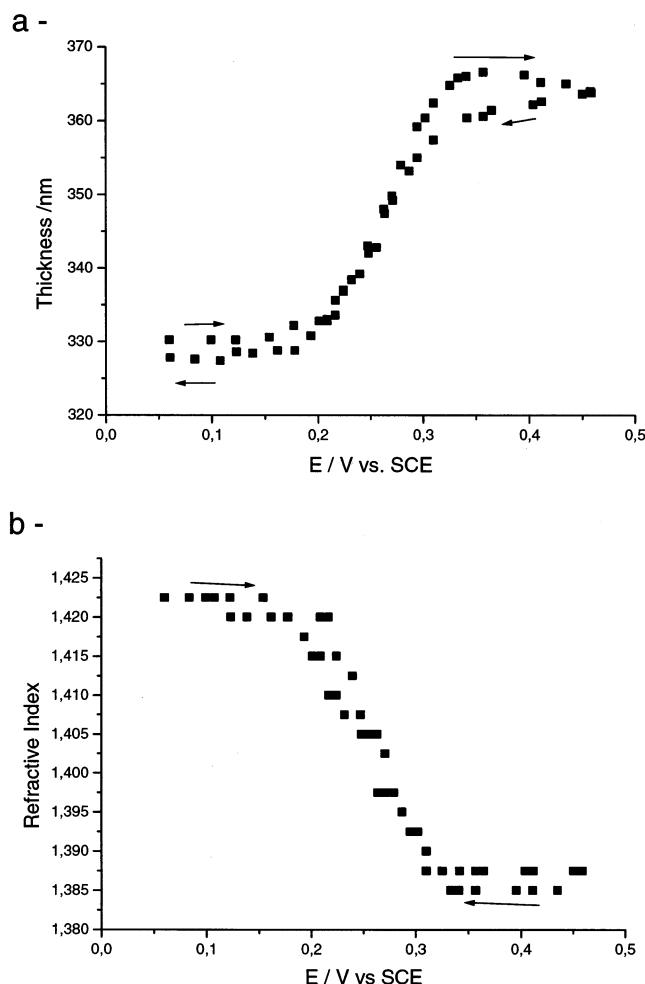 a -
370
360
350
340
330
320
Thickness /nm
0,0 0,1 0,2 0,3 0,4 0,5
E / V vs. SCE
b -
1,425
1,420
1,415
1,410
1,405
1,400
1,395
1,390
1,385
1,380
Refractive Index
0,0 0,1 0,2 0,3 0,4 0,5
E / V vs SCE